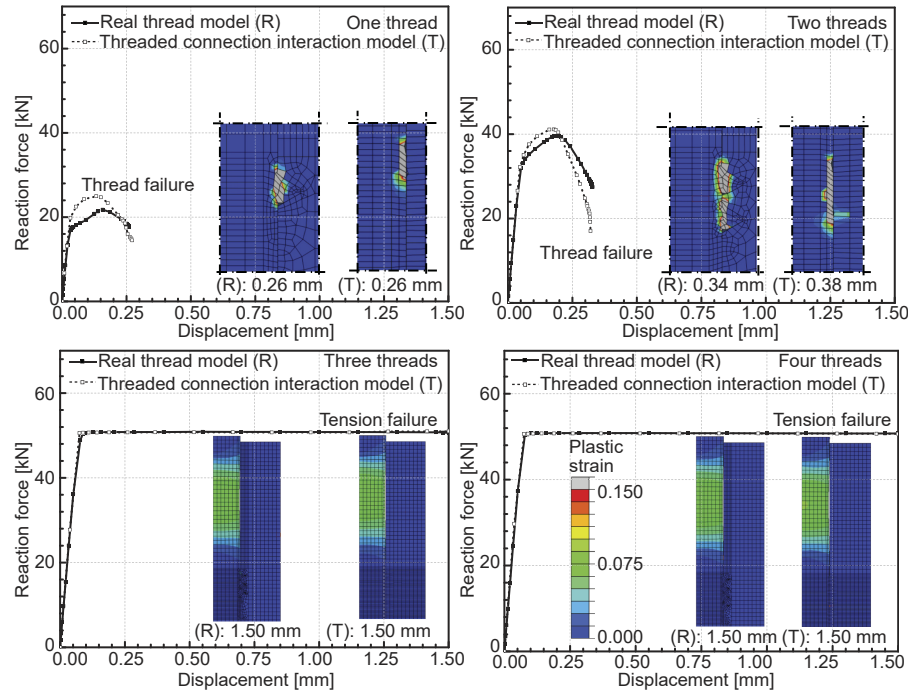 Real thread model (R) One thread
Threaded connection interaction model (T)
60
40
20
0
Reaction force [kN]
Thread failure
(R): 0.26 mm (T): 0.26 mm
0.00 0.25 0.50 0.75 1.00 1.25 1.50
Displacement [mm]
Real thread model (R) Two threads
Threaded connection interaction model (T)
60
40
20
0
Reaction force [kN]
Thread failure
(R): 0.34 mm (T): 0.38 mm
0.00 0.25 0.50 0.75 1.00 1.25 1.50
Displacement [mm]
Real thread model (R) Three threads
Threaded connection interaction model (T)
Tension failure
60
40
20
0
Reaction force [kN]
(R): 1.50 mm (T): 1.50 mm
0.00 0.25 0.50 0.75 1.00 1.25 1.50
Displacement [mm]
Real thread model (R) Four threads
Threaded connection interaction model (T)
Tension failure
60
40
20
0
Reaction force [kN]
Plastic
strain
0.150
0.075
0.000
(R): 1.50 mm (T): 1.50 mm
0.00 0.25 0.50 0.75 1.00 1.25 1.50
Displacement [mm]